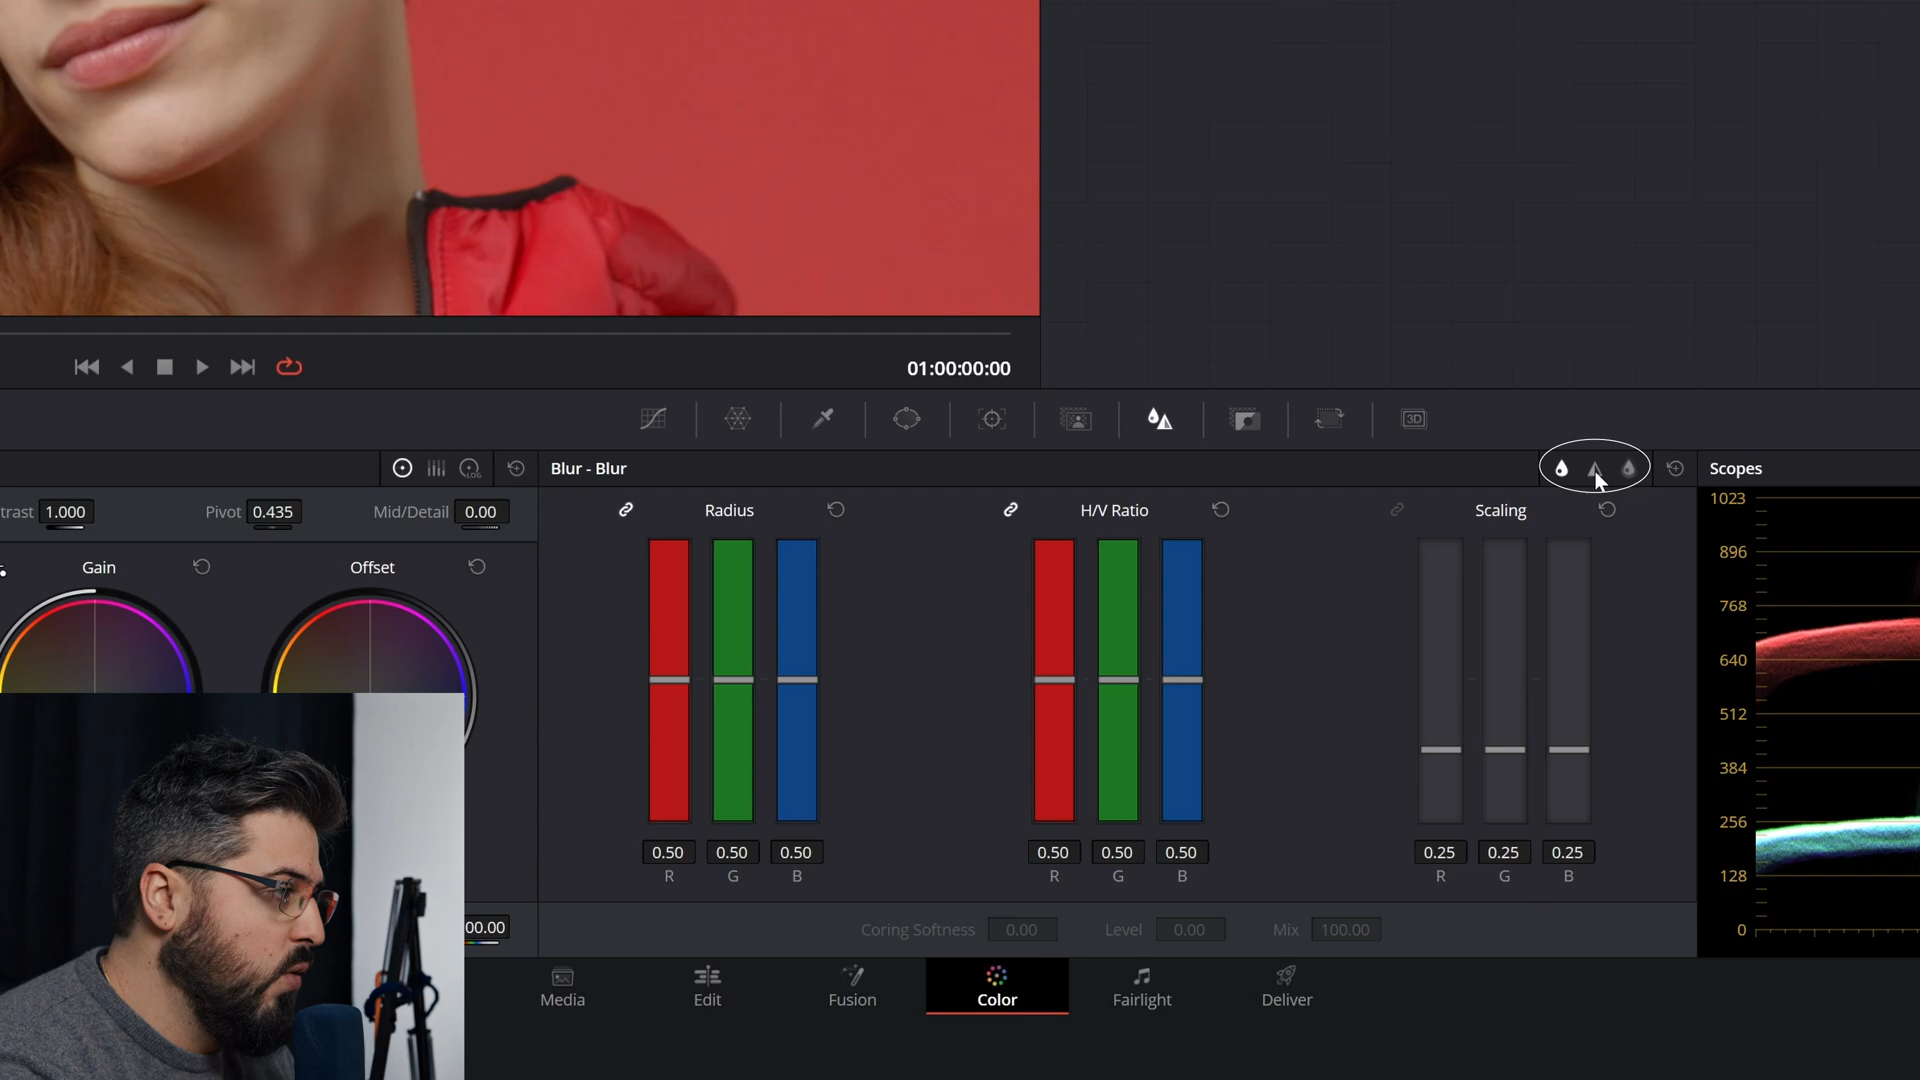 01:00:00:00
3D
LOG
Blur - Blur
Scopes
trast 1.000
Pivot 0.435
Mid/Detail 0.00
Radius
H/V Ratio
Scaling
Gain
Offset
1023
896
768
640
512
384
256
128
0
0.50 0.50 0.50
R G B
0.50 0.50 0.50
R G B
0.25 0.25 0.25
R G B
00.00
Coring Softness 0.00
Level 0.00
Mix 100.00
Media
Edit
Fusion
Color
Fairlight
Deliver